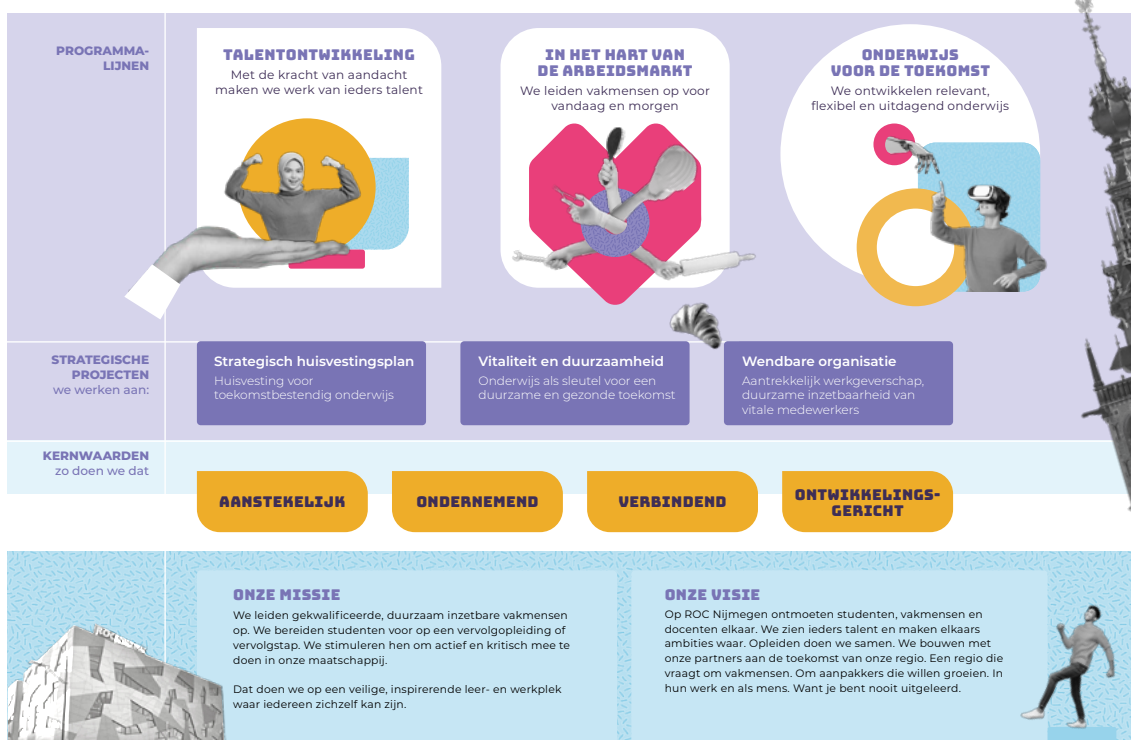 PROGRAMMA-
LIJNEN
TALENTONTWIKKELING
Met de kracht van aandacht
maken we werk van ieders talent
IN HET HART VAN
DE ARBEIDSMARKT
We leiden vakmensen op voor
vandaag en morgen
ONDERWIJS
VOOR DE TOEKOMST
We ontwikkelen relevant,
flexibel en uitdagend onderwijs
STRATEGISCHE
PROJECTEN
we werken aan:
Strategisch huisvestingsplan
Huisvesting voor
toekomstbestendig onderwijs
Vitaliteit en duurzaamheid
Onderwijs als sleutel voor een
duurzame en gezonde toekomst
Wendbare organisatie
Aantrekkelijk werkgeverschap,
duurzame inzetbaarheid van
vitale medewerkers
KERNWAARDEN
zo doen we dat
AANSTEKELIJK
ONDERNEMEND
VERBINDEND
ONTWIKKELINGS-
GERICHT
ONZE MISSIE
We leiden gekwalificeerde, duurzaam inzetbare vakmensen
op. We bereiden studenten voor op een vervolgopleiding of
vervolgstap. We stimuleren hen om actief en kritisch mee te
doen in onze maatschappij.
Dat doen we op een veilige, inspirerende leer- en werkplek
waar iedereen zichzelf kan zijn.
ONZE VISIE
Op ROC Nijmegen ontmoeten studenten, vakmensen en
docenten elkaar. We zien ieders talent en maken elkaars
ambities waar. Opleiden doen we samen. We bouwen met
onze partners aan de toekomst van onze regio. Een regio die
vraagt om vakmensen. Om aanpakkers die willen groeien. In
hun werk en als mens. Want je bent nooit uitgeleerd.
ROC